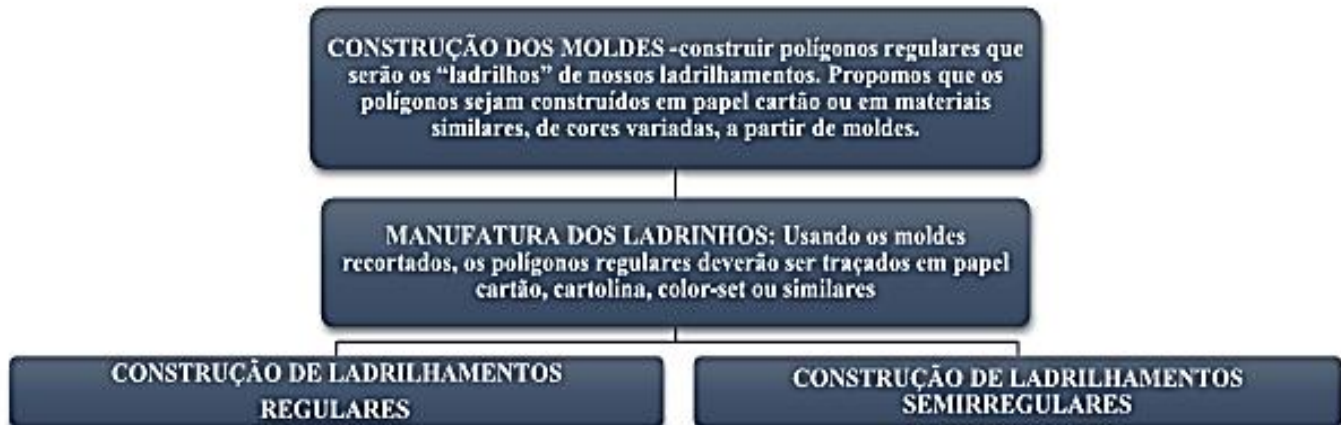 CONSTRUÇÃO DOS MOLDES -construir polígonos regulares que
serão os “ladrilhos” de nossos ladrilhamentos. Propomos que os
polígonos sejam construídos em papel cartão ou em materiais
similares, de cores variadas, a partir de moldes.
MANUFATURA DOS LADRINHOS: Usando os moldes
recortados, os polígonos regulares deverão ser traçados em papel
cartão, cartolina, color-set ou similares
CONSTRUÇÃO DE LADRILHAMENTOS
REGULARES
CONSTRUÇÃO DE LADRILHAMENTOS
SEMIRREGULARES